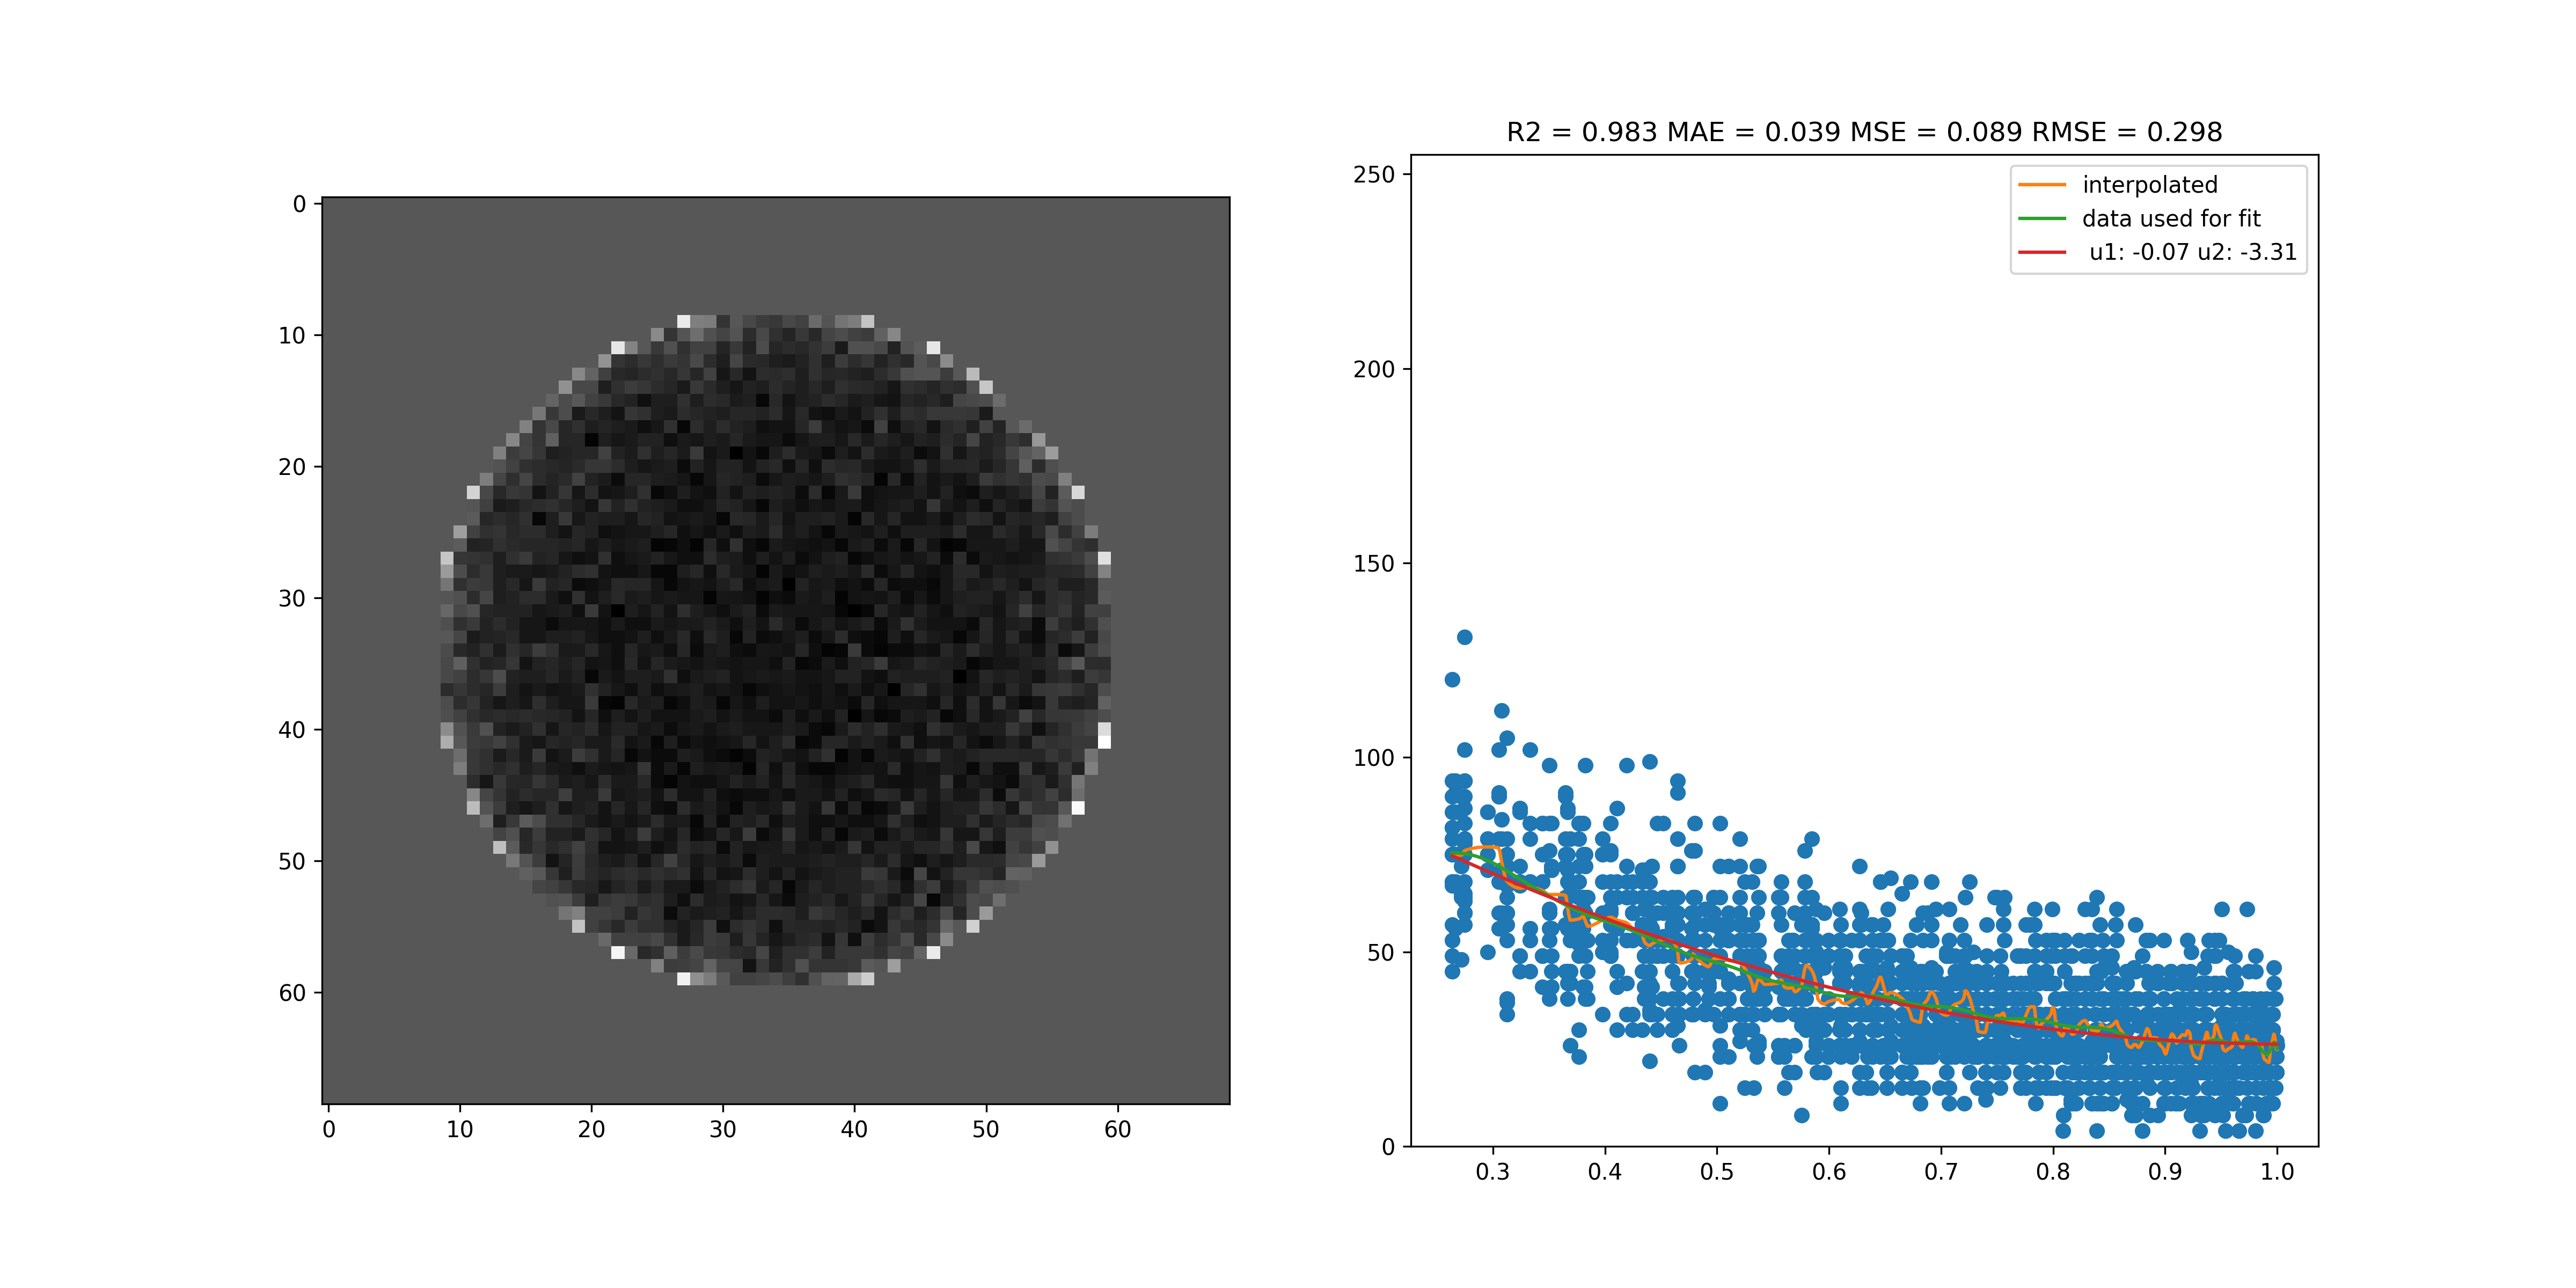 R2 = 0.983 MAE = 0.039 MSE = 0.089 RMSE = 0.298
0
10
20
30
40
50
60
0 10 20 30 40 50 60
250
200
150
100
50
0
0.3 0.4 0.5 0.6 0.7 0.8 0.9 1.0
interpolated
data used for fit
u1: -0.07 u2: -3.31